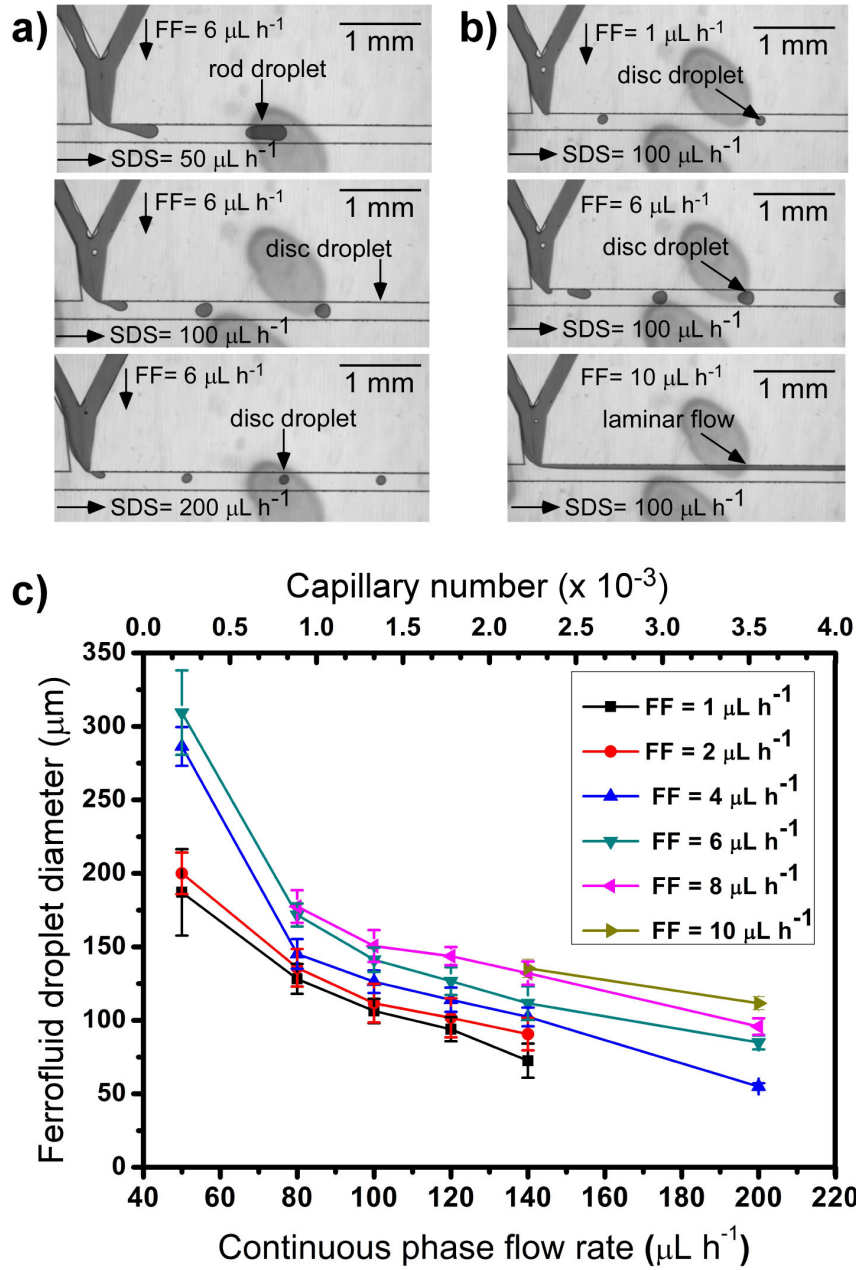 a)
FF= 6 µL h⁻¹
1 mm
rod droplet
SDS= 50 µL h⁻¹
FF= 6 µL h⁻¹
1 mm
disc droplet
SDS= 100 µL h⁻¹
FF= 6 µL h⁻¹
1 mm
disc droplet
SDS= 200 µL h⁻¹
b)
FF= 1 µL h⁻¹
1 mm
disc droplet
SDS= 100 µL h⁻¹
FF= 6 µL h⁻¹
1 mm
disc droplet
SDS= 100 µL h⁻¹
FF= 10 µL h⁻¹
1 mm
laminar flow
SDS= 100 µL h⁻¹
c)
Capillary number (x 10⁻³)
0.0 0.5 1.0 1.5 2.0 2.5 3.0 3.5 4.0
Ferrofluid droplet diameter (µm)
350
300
250
200
150
100
50
0
FF = 1 µL h⁻¹
FF = 2 µL h⁻¹
FF = 4 µL h⁻¹
FF = 6 µL h⁻¹
FF = 8 µL h⁻¹
FF = 10 µL h⁻¹
40 60 80 100 120 140 160 180 200 220
Continuous phase flow rate (µL h⁻¹)